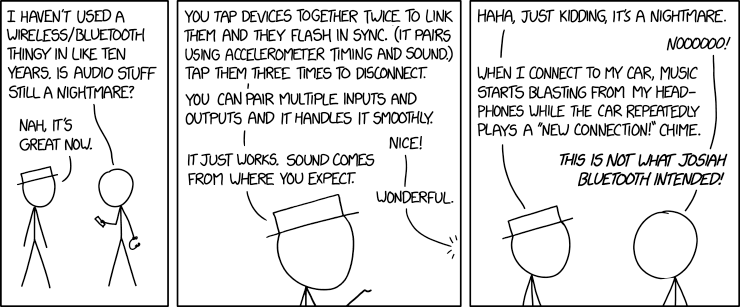 I HAVEN'T USED A
WIRELESS/BLUETOOTH
THINGY IN LIKE TEN
YEARS. IS AUDIO STUFF
STILL A NIGHTMARE?
NAH, IT'S
GREAT NOW.
YOU TAP DEVICES TOGETHER TWICE TO LINK
THEM AND THEY FLASH IN SYNC. (IT PAIRS
USING ACCELEROMETER TIMING AND SOUND.)
TAP THEM THREE TIMES TO DISCONNECT.
YOU CAN PAIR MULTIPLE INPUTS AND
OUTPUTS AND IT HANDLES IT SMOOTHLY.
NICE!
IT JUST WORKS. SOUND COMES
FROM WHERE YOU EXPECT.
WONDERFUL.
HAHA, JUST KIDDING, IT'S A NIGHTMARE.
NOOOOOO!
WHEN I CONNECT TO MY CAR, MUSIC
STARTS BLASTING FROM MY HEAD-
PHONES WHILE THE CAR REPEATEDLY
PLAYS A "NEW CONNECTION!" CHIME.
THIS IS NOT WHAT JOSIAH
BLUETOOTH INTENDED!